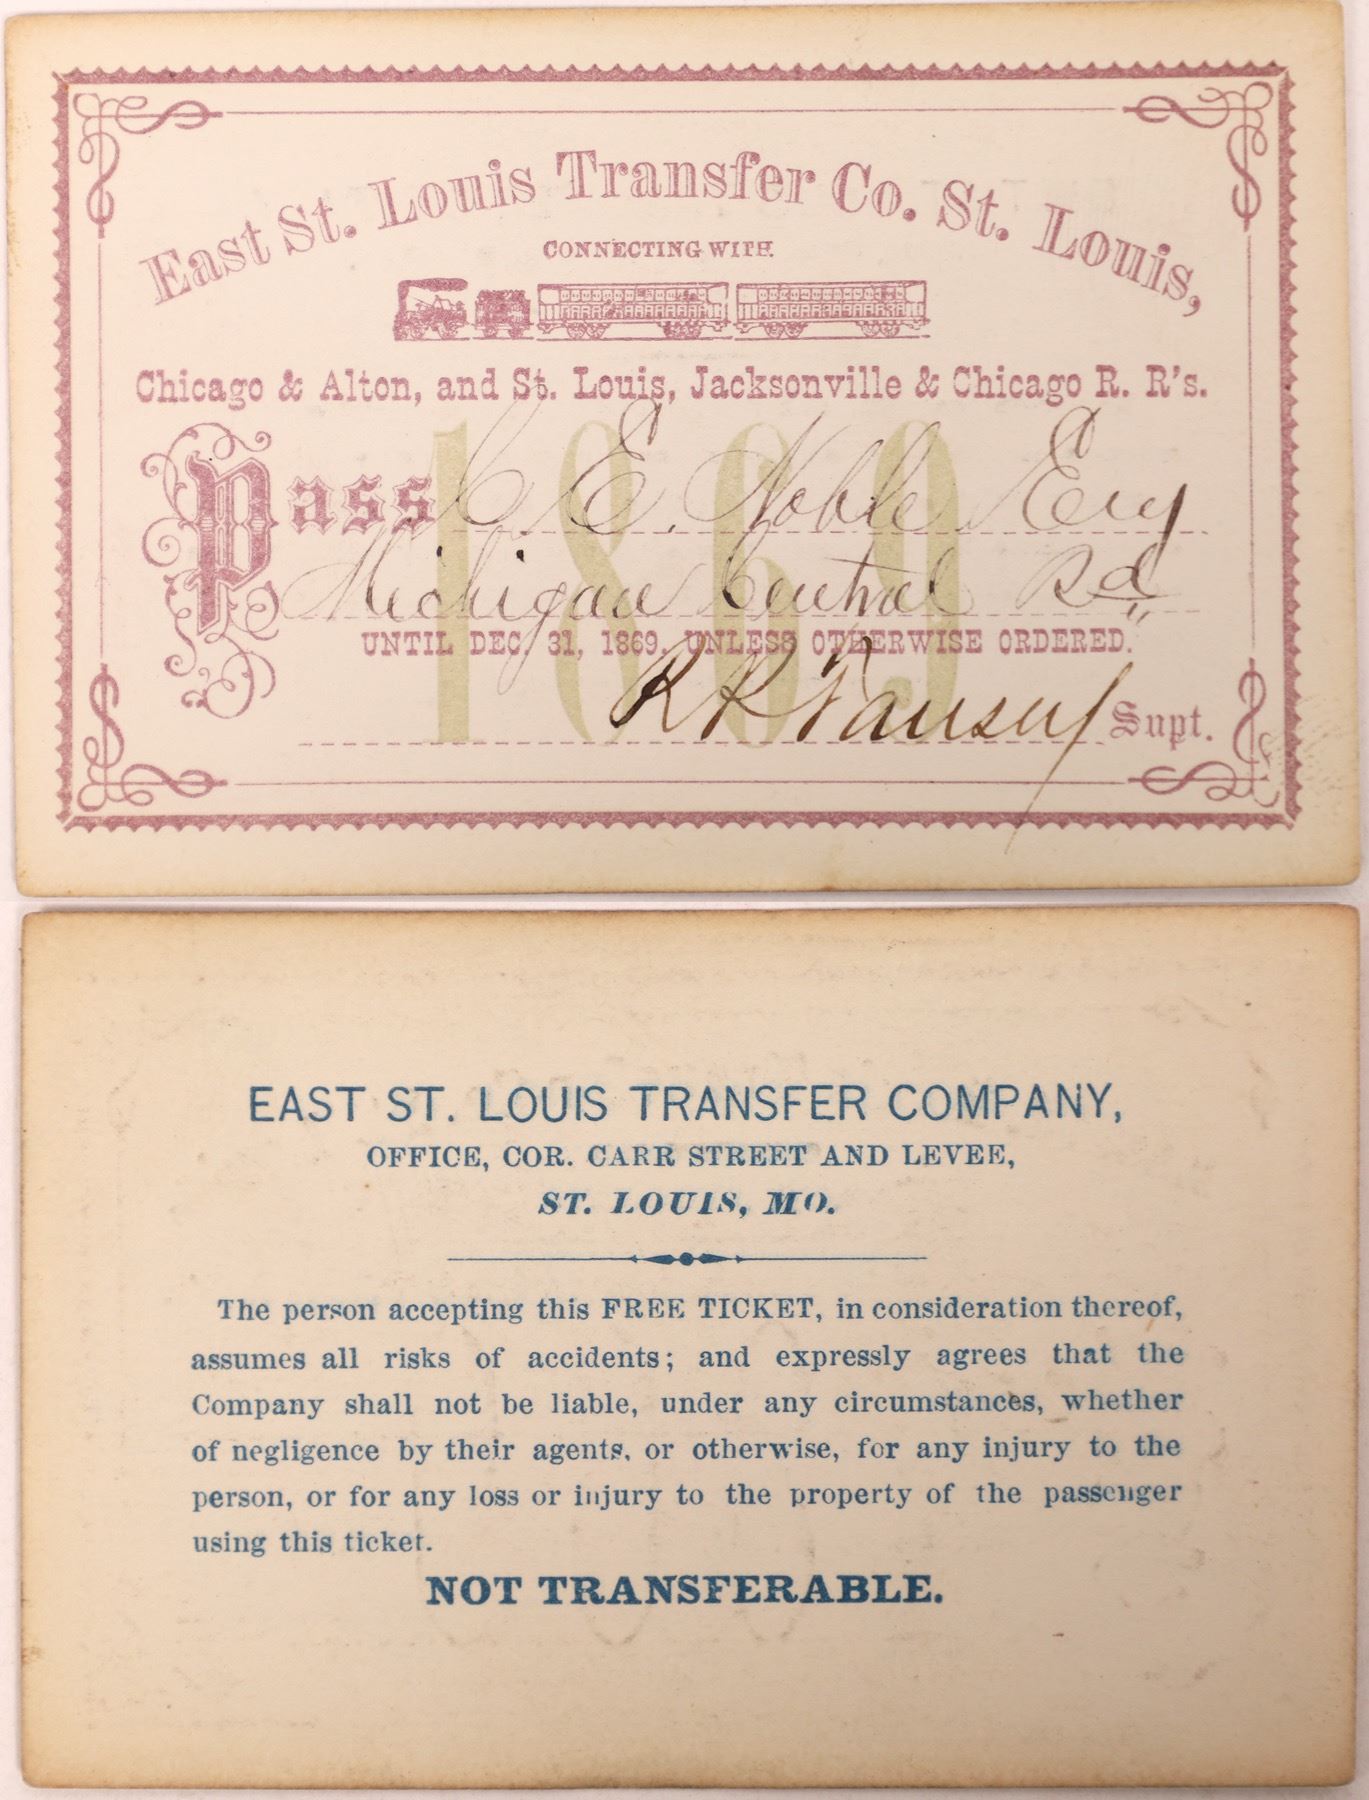 East St. Louis Transfer Co. St. Louis,
CONNECTING WITH
Chicago & Alton, and St. Louis, Jacksonville & Chicago R. R's.
1869
Pass C. E. Noble Esq
Michigan Central Rd
UNTIL DEC. 31, 1869. UNLESS OTHERWISE ORDERED.
R R Supt.
EAST ST. LOUIS TRANSFER COMPANY,
OFFICE, COR. CARR STREET AND LEVEE,
ST. LOUIS, MO.
The person accepting this FREE TICKET, in consideration thereof,
assumes all risks of accidents; and expressly agrees that the
Company shall not be liable, under any circumstances, whether
of negligence by their agents, or otherwise, for any injury to the
person, or for any loss or injury to the property of the passenger
using this ticket.
NOT TRANSFERABLE.